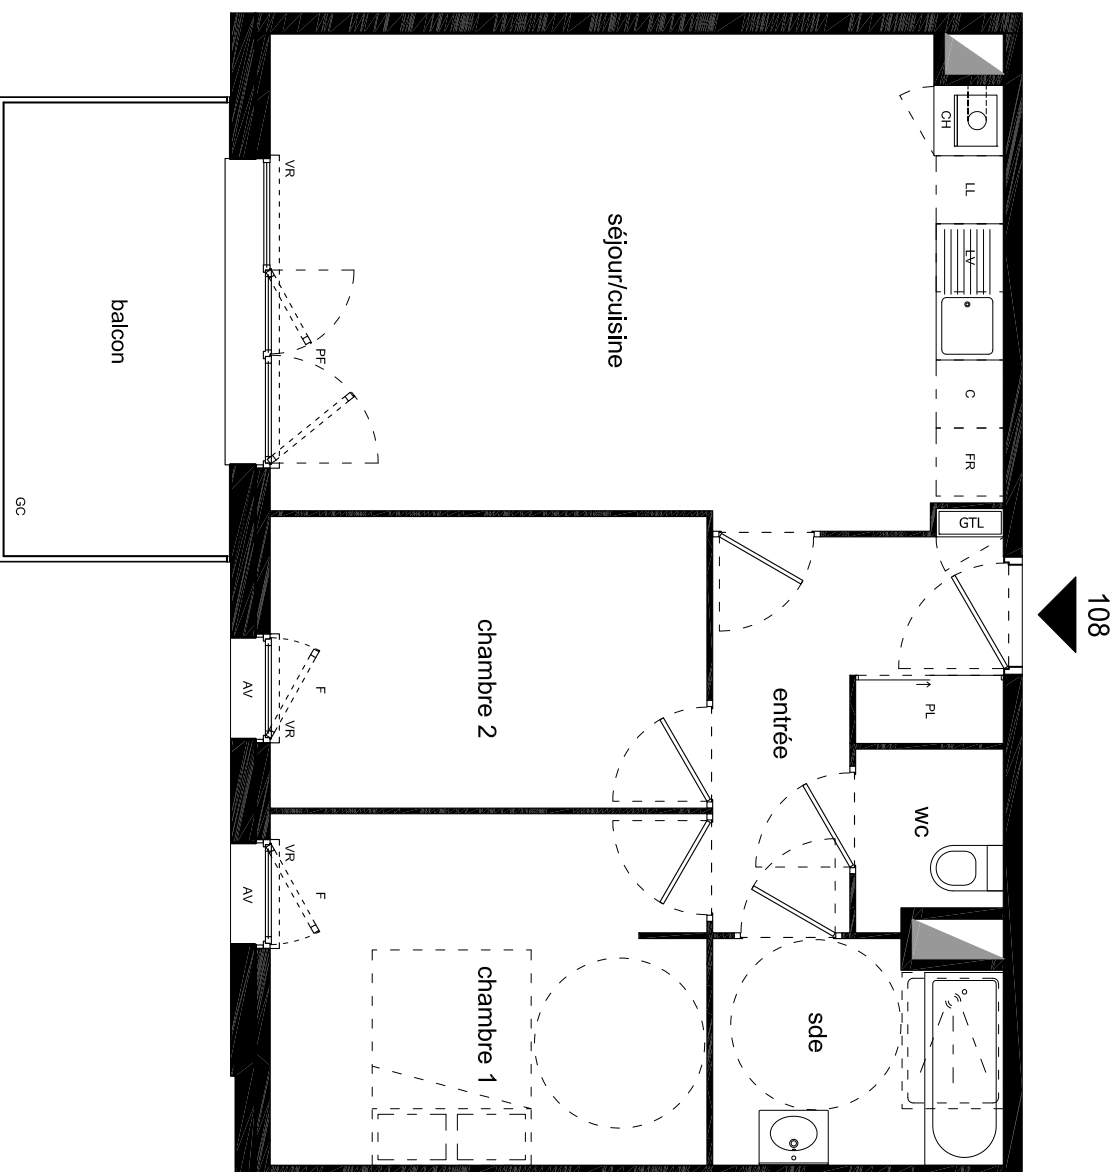 108
CH
LL
LV
C
FR
GTL
PL
wc
entrée
séjour/cuisine
sde
chambre 2
chambre 1
VR
PF
F
VR
VR
F
AV
AV
balcon
GC